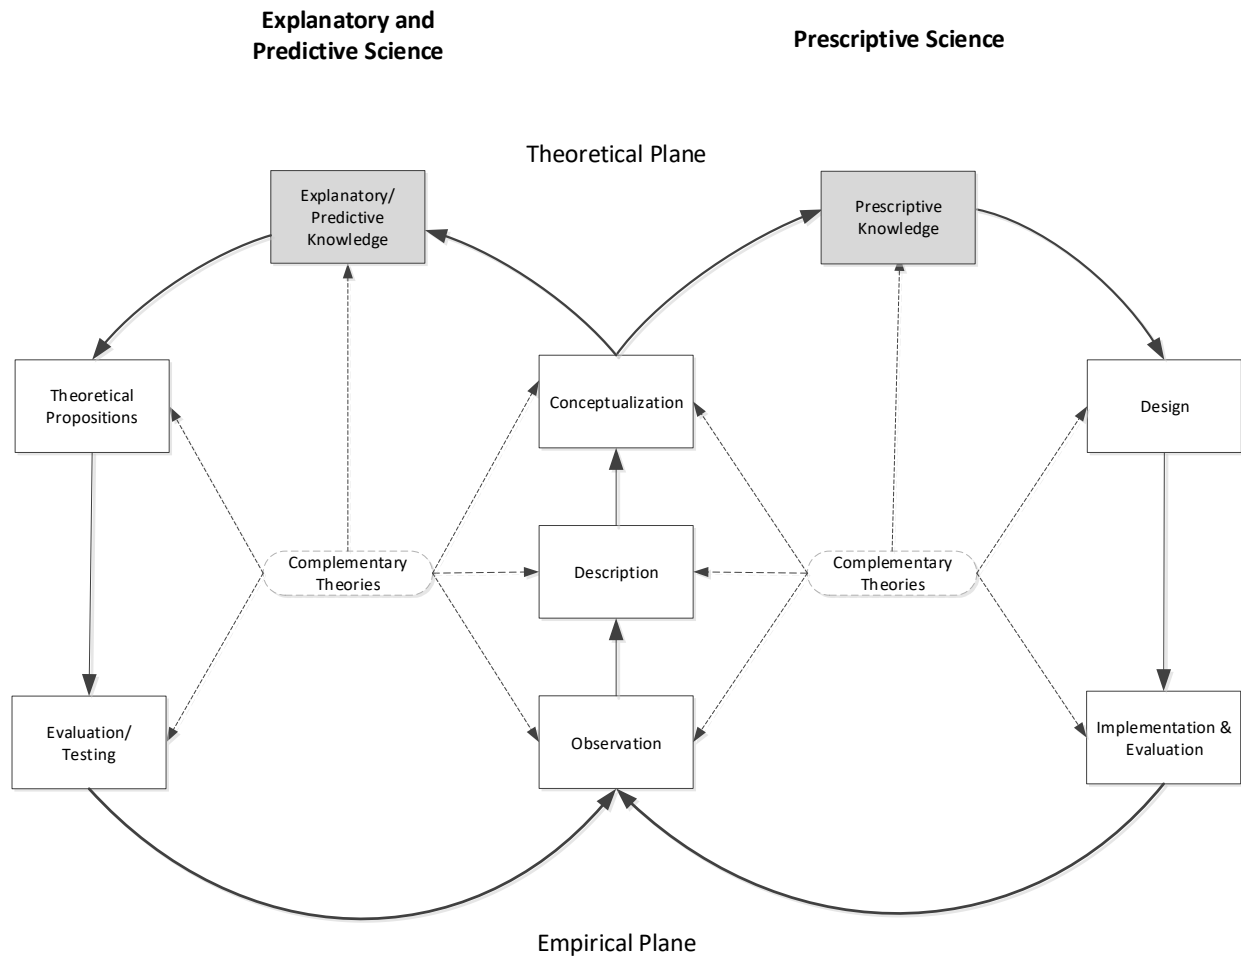 Explanatory and
Predictive Science
Prescriptive Science
Theoretical Plane
Explanatory/
Predictive
Knowledge
Prescriptive
Knowledge
Theoretical
Propositions
Conceptualization
Design
Complementary
Theories
Description
Complementary
Theories
Evaluation/
Testing
Observation
Implementation &
Evaluation
Empirical Plane